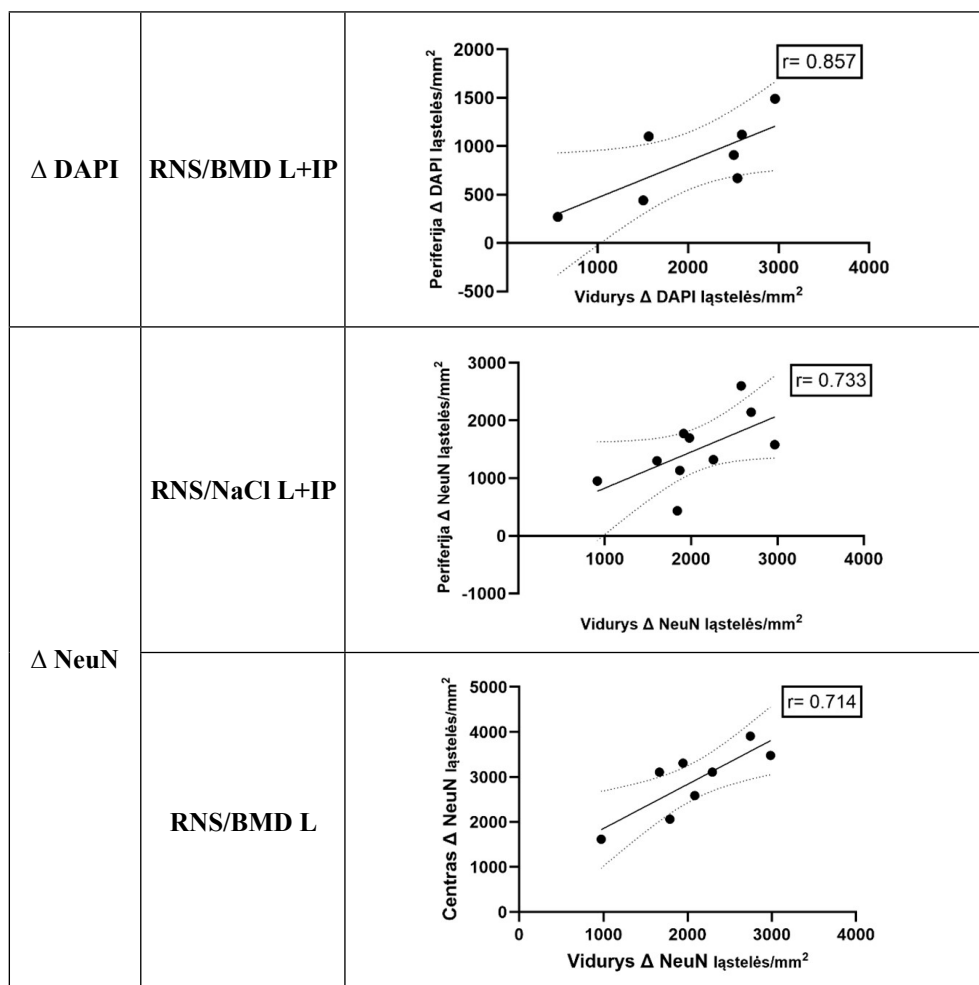 Δ DAPI
RNS/BMD L+IP
Periferija Δ DAPI ląstelės/mm²
2000
1500
1000
500
0
-500
r= 0.857
1000 2000 3000 4000
Vidurys Δ DAPI ląstelės/mm²
Δ NeuN
RNS/NaCl L+IP
Periferija Δ NeuN ląstelės/mm²
3000
2000
1000
0
-1000
r= 0.733
1000 2000 3000 4000
Vidurys Δ NeuN ląstelės/mm²
RNS/BMD L
Centras Δ NeuN ląstelės/mm²
5000
4000
3000
2000
1000
0
r= 0.714
0 1000 2000 3000 4000
Vidurys Δ NeuN ląstelės/mm²